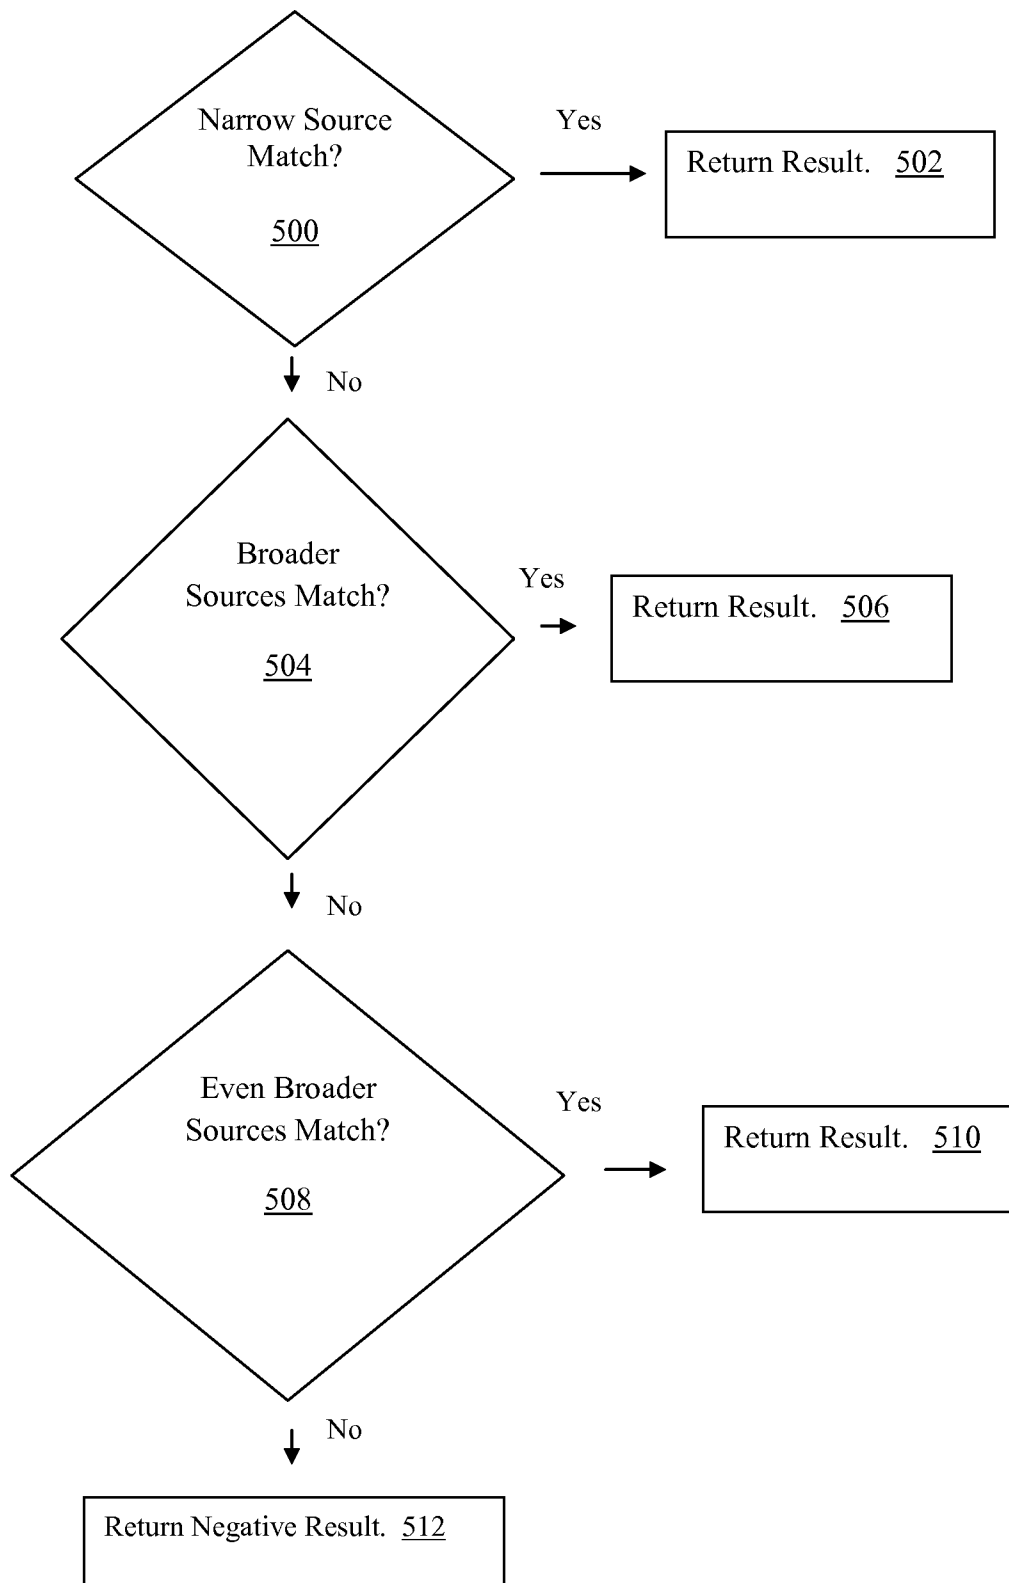 Narrow Source
Match?
500
Yes
Return Result. 502
No
Broader
Sources Match?
504
Yes
Return Result. 506
No
Even Broader
Sources Match?
508
Yes
Return Result. 510
No
Return Negative Result. 512